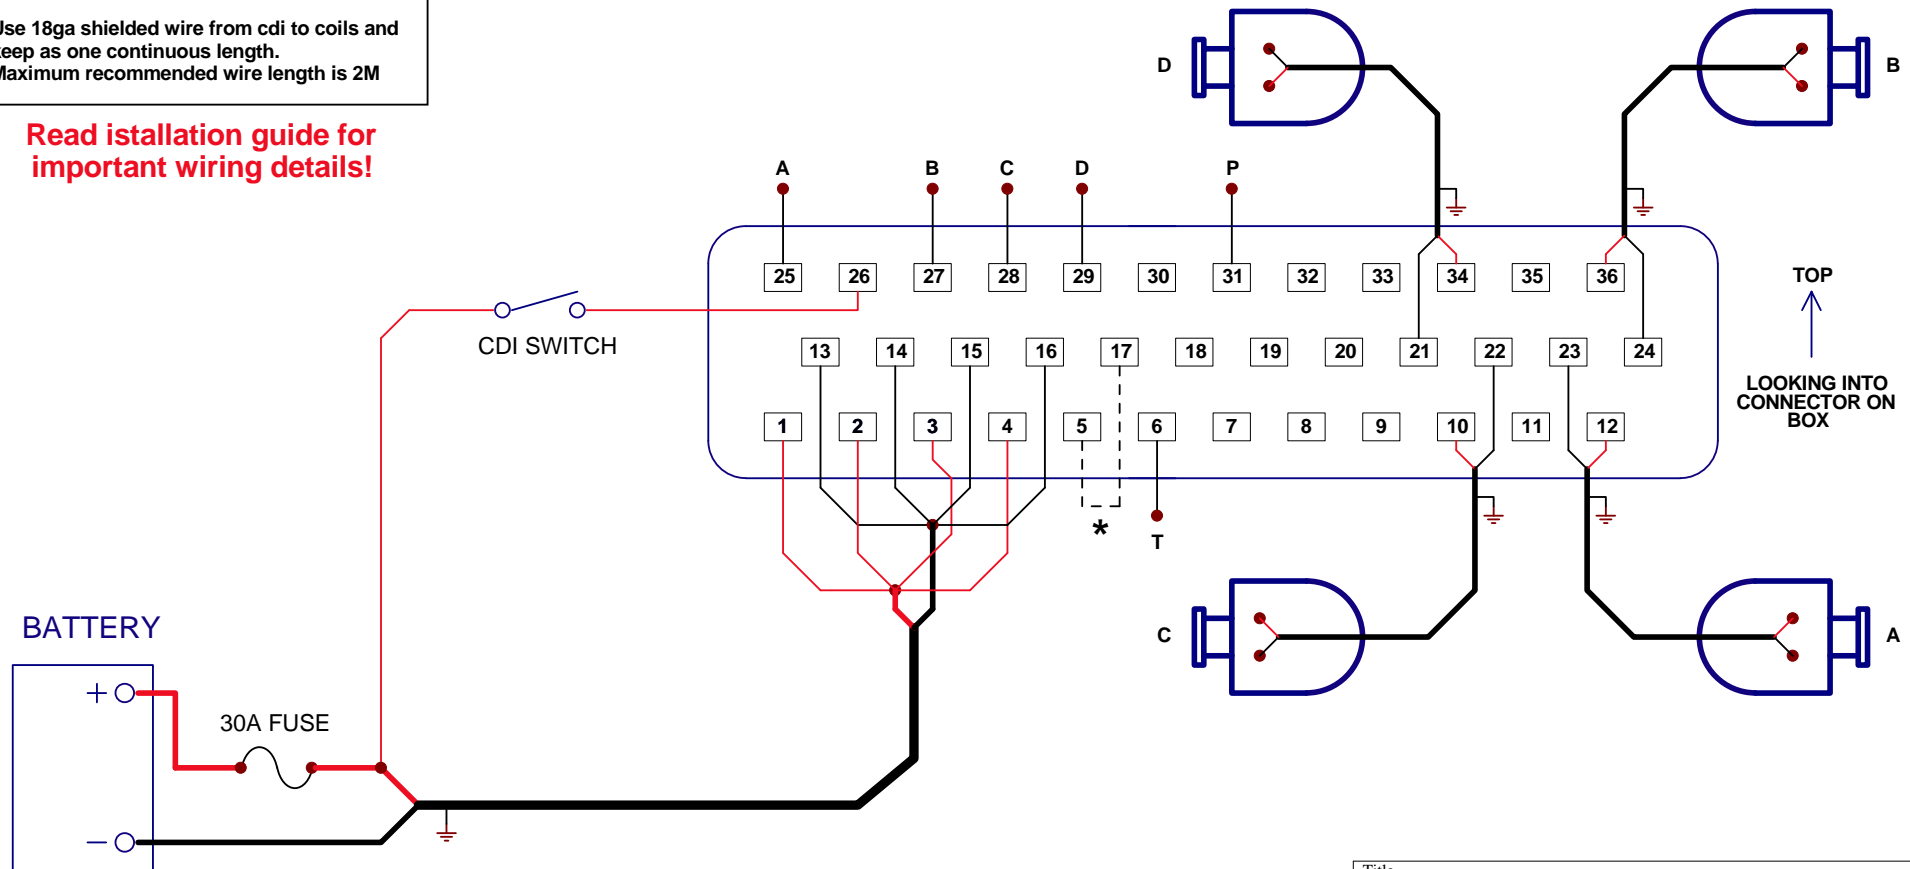 18ga shielded wire from cdi to coils and
as one continuous length.
recommended wire length is 2M
Read istallation guide for
important wiring details!
D
B
A
B
C
D
P
25 26 27 28 29 30 31 32 33 34 35 36
TOP
CDI SWITCH
13 14 15 16 17 18 19 20 21 22 23 24
LOOKING INTO
CONNECTOR ON
BOX
1 2 3 4 5 6 7 8 9 10 11 12
*
T
BATTERY
C
A
+
30A FUSE
−